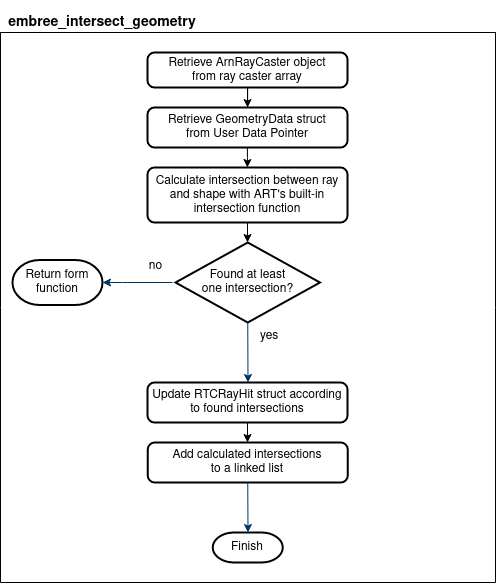 embree_intersect_geometry
Retrieve ArnRayCaster object
from ray caster array
Retrieve GeometryData struct
from User Data Pointer
Calculate intersection between ray
and shape with ART's built-in
intersection function
Found at least
one intersection?
no
Return form
function
yes
Update RTCRayHit struct according
to found intersections
Add calculated intersections
to a linked list
Finish